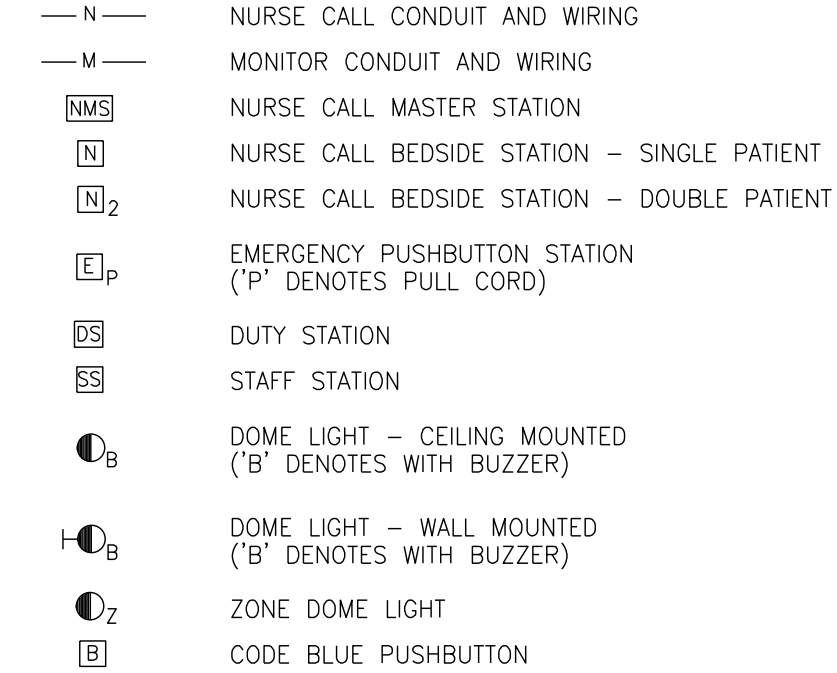 N NURSE CALL CONDUIT AND WIRING
M MONITOR CONDUIT AND WIRING
NMS NURSE CALL MASTER STATION
N NURSE CALL BEDSIDE STATION – SINGLE PATIENT
N2 NURSE CALL BEDSIDE STATION – DOUBLE PATIENT
EP EMERGENCY PUSHBUTTON STATION
('P' DENOTES PULL CORD)
DS DUTY STATION
SS STAFF STATION
B DOME LIGHT – CEILING MOUNTED
('B' DENOTES WITH BUZZER)
B DOME LIGHT – WALL MOUNTED
('B' DENOTES WITH BUZZER)
Z ZONE DOME LIGHT
B CODE BLUE PUSHBUTTON